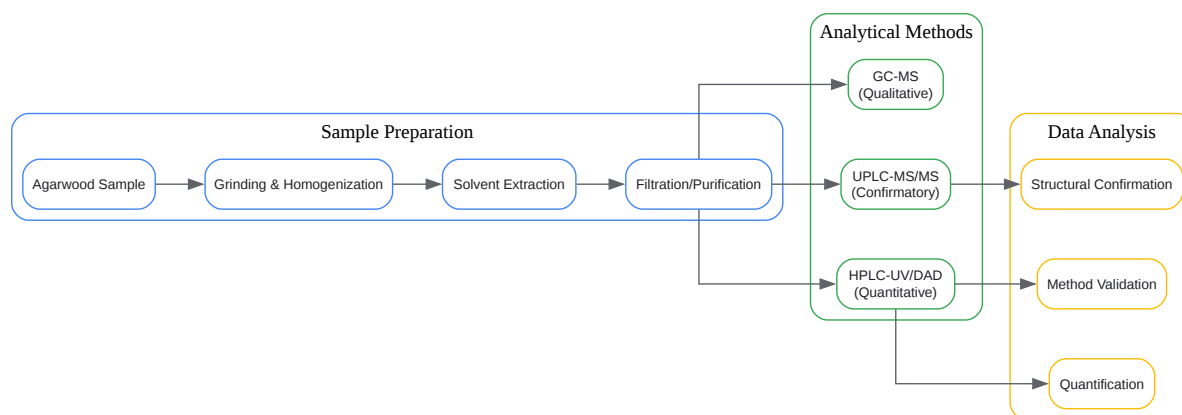 Analytical Methods
GC-MS
(Qualitative)
Sample Preparation
Data Analysis
Agarwood Sample
Grinding & Homogenization
Solvent Extraction
Filtration/Purification
UPLC-MS/MS
(Confirmatory)
Structural Confirmation
HPLC-UV/DAD
(Quantitative)
Method Validation
Quantification